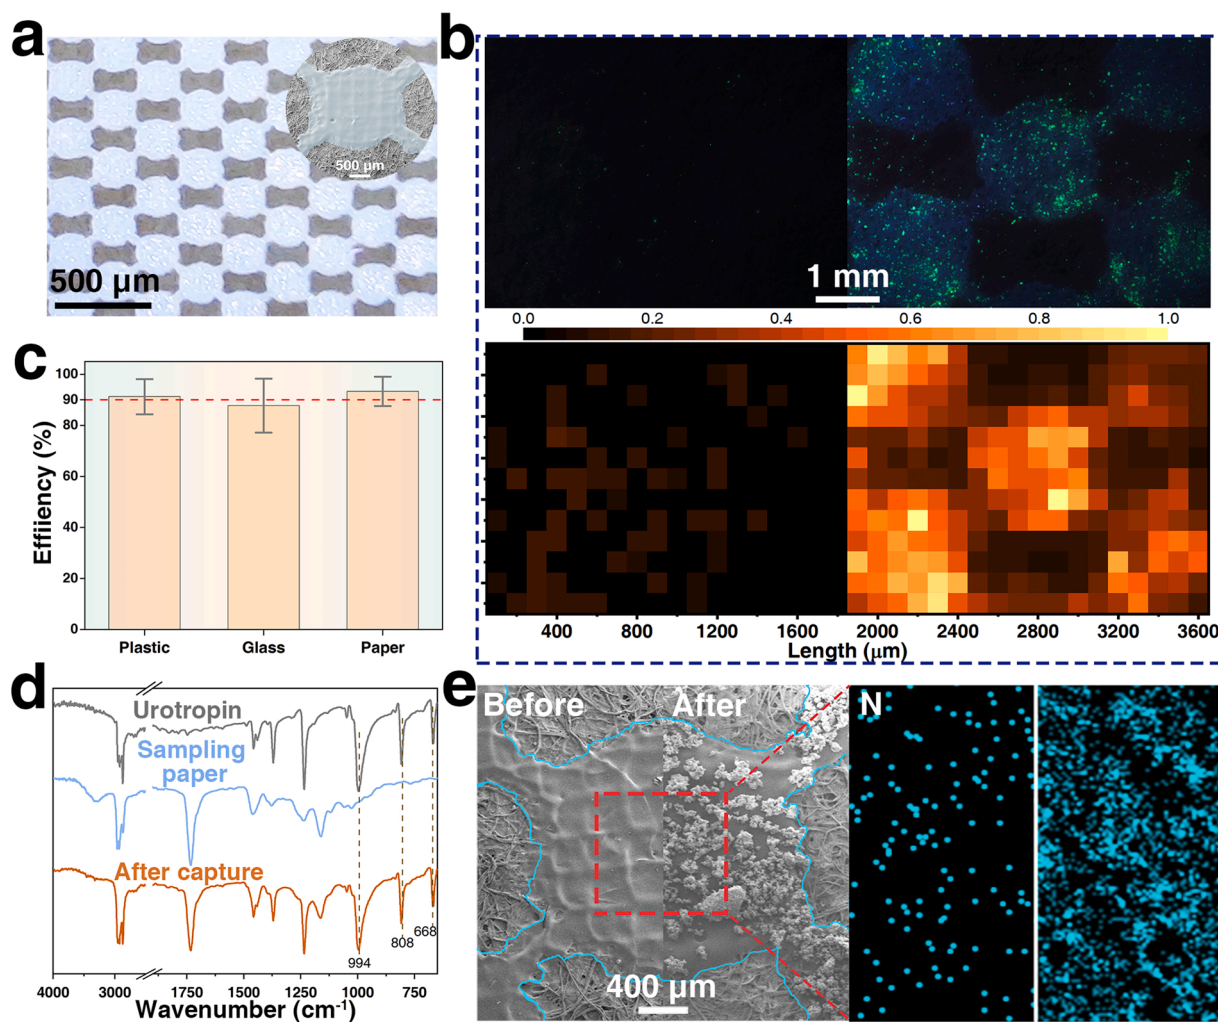 a
500 μm
500 μm
b
1 mm
0.0 0.2 0.4 0.6 0.8 1.0
400 800 1200 1600 2000 2400 2800 3200 3600
Length (μm)
c
100
90
80
60
40
20
0
Effiiency (%)
Plastic Glass Paper
d
Urotropin
Sampling
paper
After capture
994
808
668
4000 3000 1750 1500 1250 1000 750
Wavenumber (cm⁻¹)
e
Before After
400 μm
N